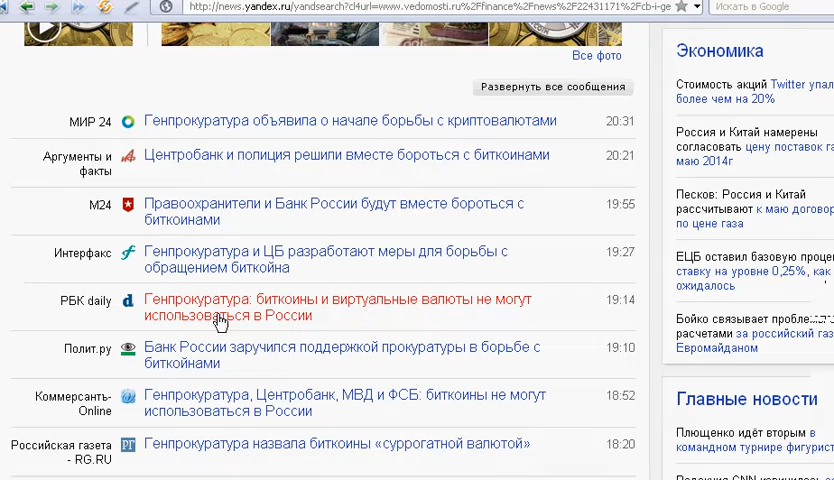 news.yandex.ru/yandsearch?cl4url=www.vedomosti.ru%2Ffinance%2Fnews%2F22431171%2Fcb-i-ge
Искать в Google
Все фото
Развернуть все сообщения
МИР 24 Генпрокуратура объявила о начале борьбы с криптовалютами 20:31
Аргументы и факты Центробанк и полиция решили вместе бороться с биткоинами 20:21
М24 Правоохранители и Банк России будут вместе бороться с 19:55
биткоинами
Интерфакс Генпрокуратура и ЦБ разработают меры для борьбы с 19:27
обращением биткойна
РБК daily Генпрокуратура: биткоины и виртуальные валюты не могут 19:14
использоваться в России
Полит.ру Банк России заручился поддержкой прокуратуры в борьбе с 19:10
биткойнами
Коммерсантъ-Online Генпрокуратура, Центробанк, МВД и ФСБ: биткоины не могут 18:52
использоваться в России
Российская газета - RG.RU РГ Генпрокуратура назвала биткоины «суррогатной валютой» 18:20
Экономика
Стоимость акций Twitter упал
более чем на 20%
Россия и Китай намерены
согласовать цену поставок га
маю 2014г
Песков: Россия и Китай
рассчитывают к маю договор
по цене газа
ЕЦБ оставил базовую проце
ставку на уровне 0,25%, как
ожидалось
Бойко связывает
расчетами за российский газ
Евромайданом
Главные новости
Плющенко идёт вторым в
командном турнире фигурист